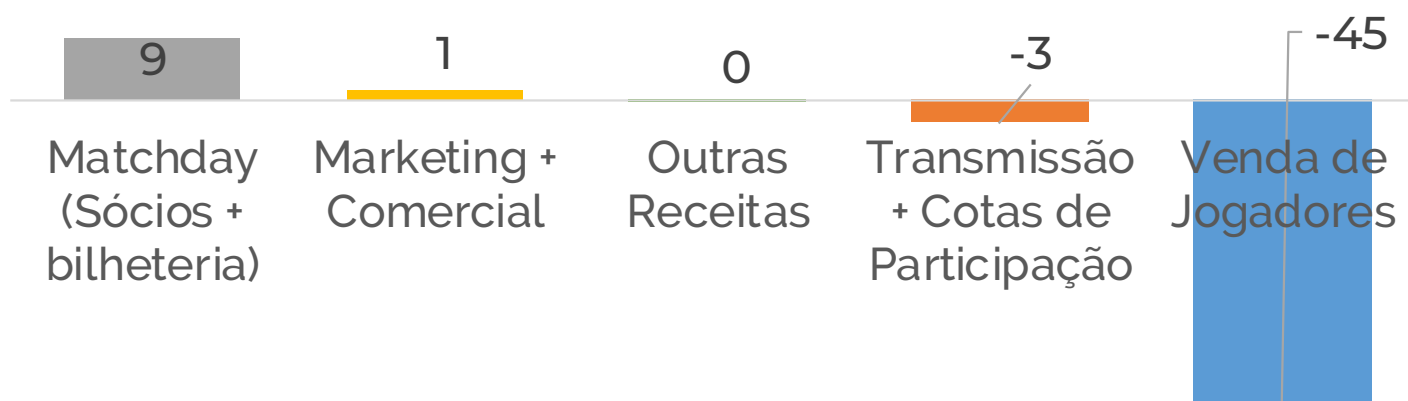 9
1
0
-3
-45
Matchday
(Sócios +
bilheteria)
Marketing +
Comercial
Outras
Receitas
Transmissão
+ Cotas de
Participação
Venda de
Jogadores